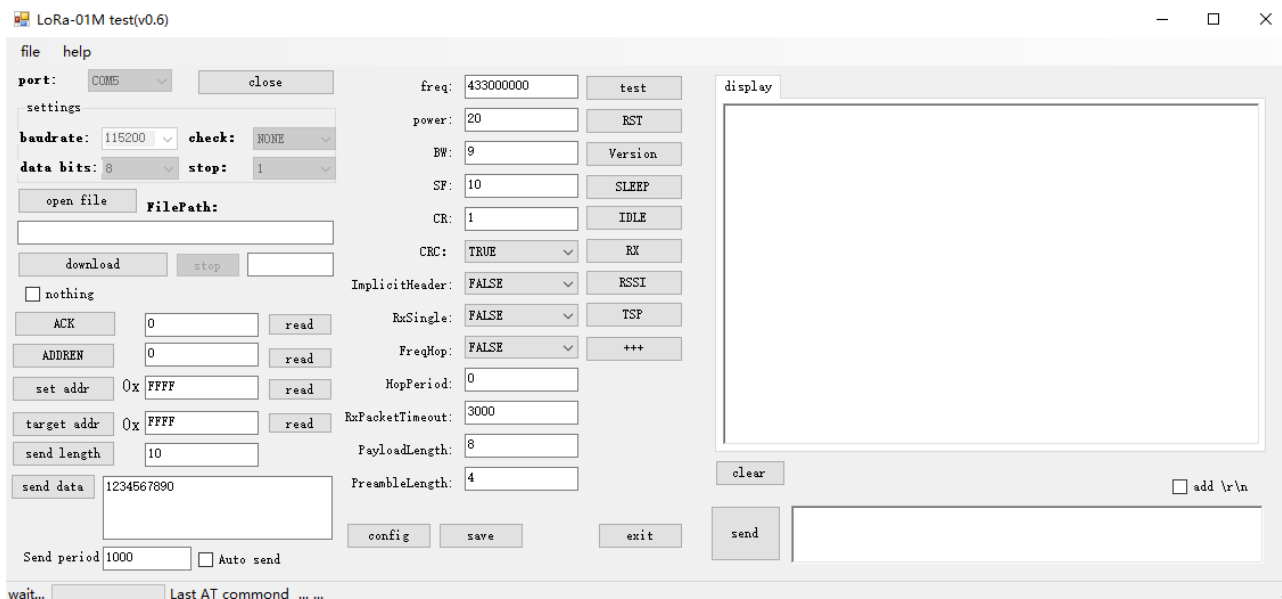 LoRa-01M test(v0.6)
file help
port: COM5 close
settings
baudrate: 115200 check: NONE
data bits: 8 stop: 1
open file FilePath:
download stop
nothing
ACK 0 read
ADDREN 0 read
set addr 0x FFFF read
target addr 0x FFFF read
send length 10
send data 1234567890
Send period 1000 Auto send
freq: 433000000 test
power: 20 RST
BW: 9 Version
SF: 10 SLEEP
CR: 1 IDLE
CRC: TRUE RX
ImplicitHeader: FALSE RSSI
RxSingle: FALSE TSP
FreqHop: FALSE +++
HopPeriod: 0
RxPacketTimeout: 3000
PayloadLength: 8
PreambleLength: 4
config save exit
display
clear
add \r\n
send
wait... Last AT commond ... ...